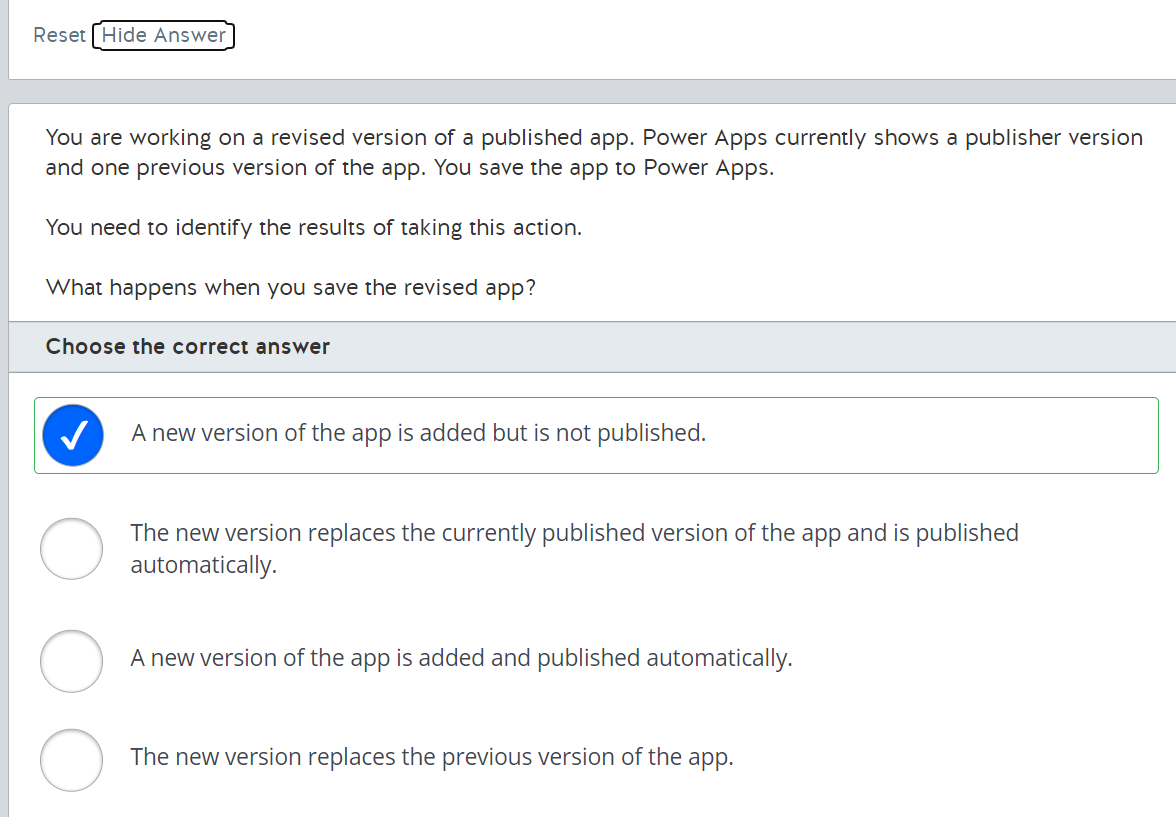 Reset Hide Answer
You are working on a revised version of a published app. Power Apps currently shows a publisher version
and one previous version of the app. You save the app to Power Apps.
You need to identify the results of taking this action.
What happens when you save the revised app?
Choose the correct answer
A new version of the app is added but is not published.
The new version replaces the currently published version of the app and is published
automatically.
A new version of the app is added and published automatically.
The new version replaces the previous version of the app.